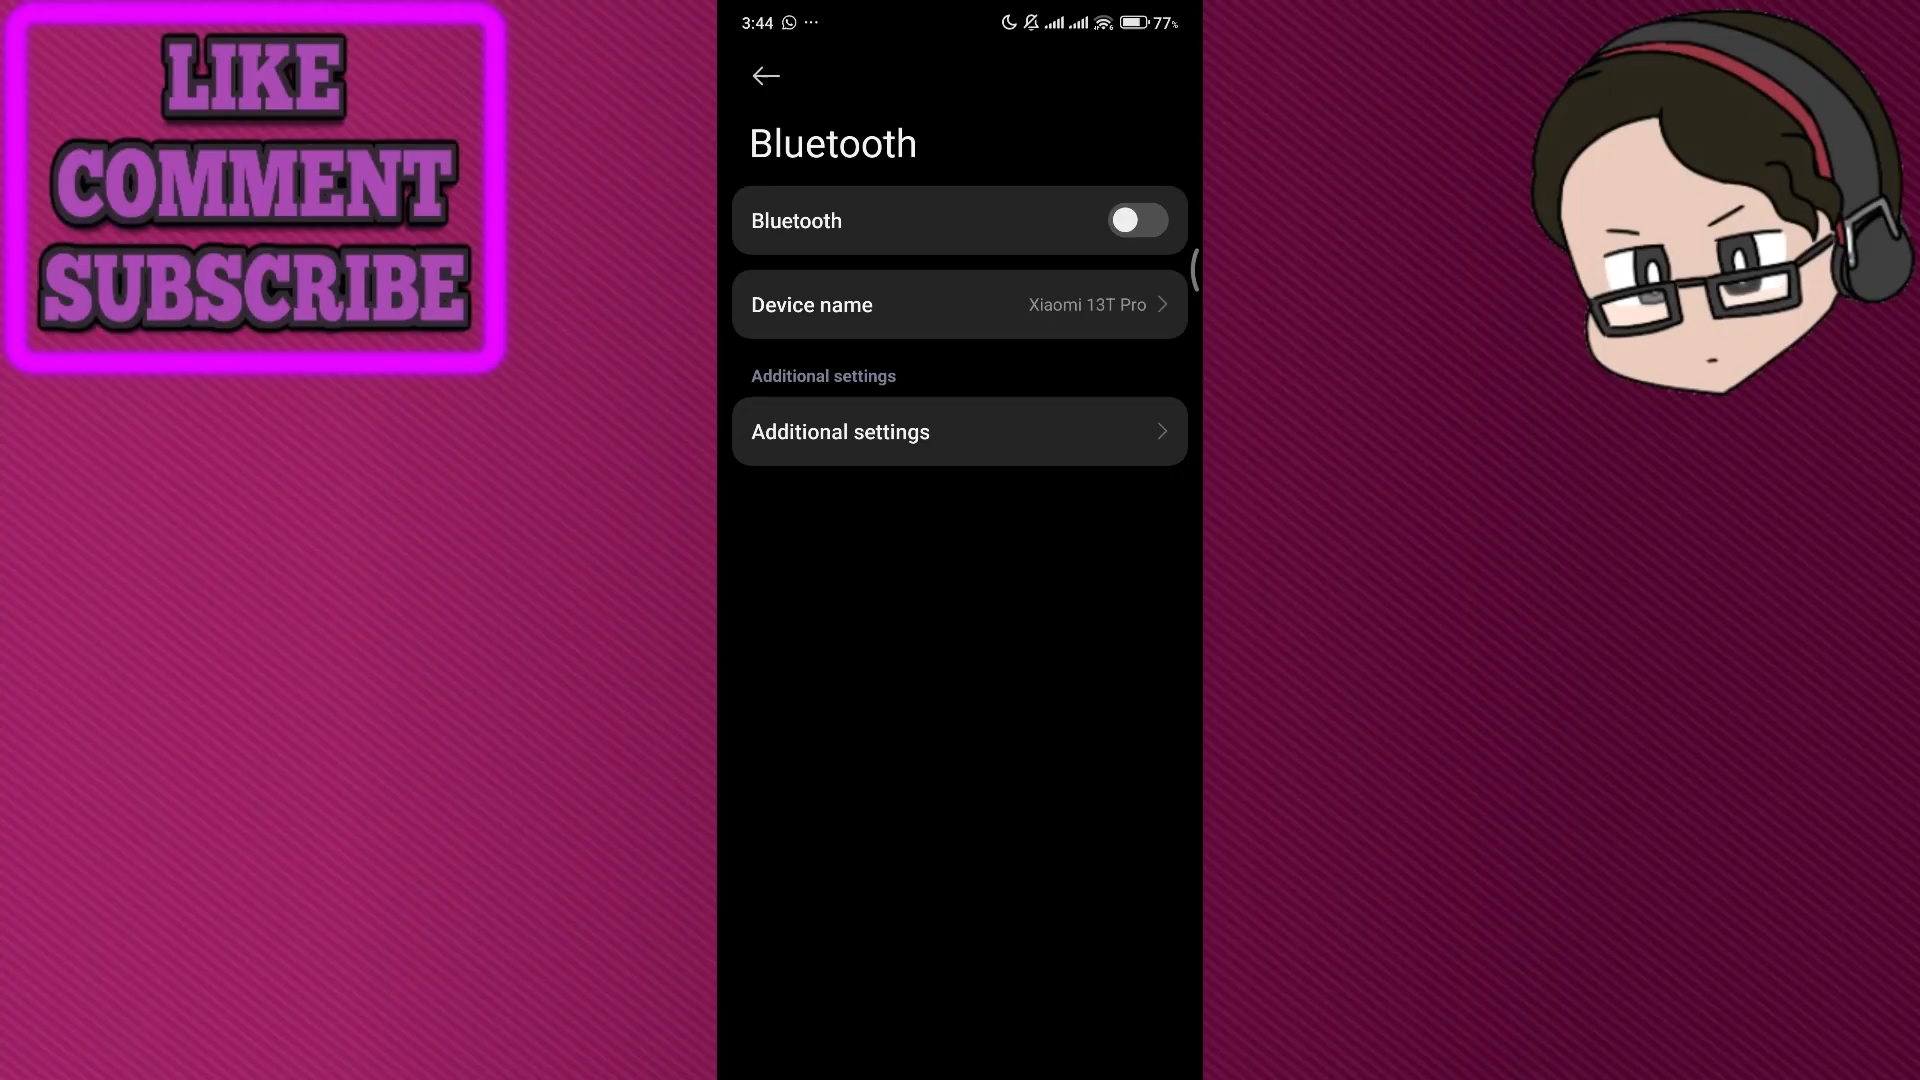 LIKE
COMMENT
SUBSCRIBE
3:44 ... 77%
Bluetooth
Bluetooth
Device name Xiaomi 13T Pro
Additional settings
Additional settings